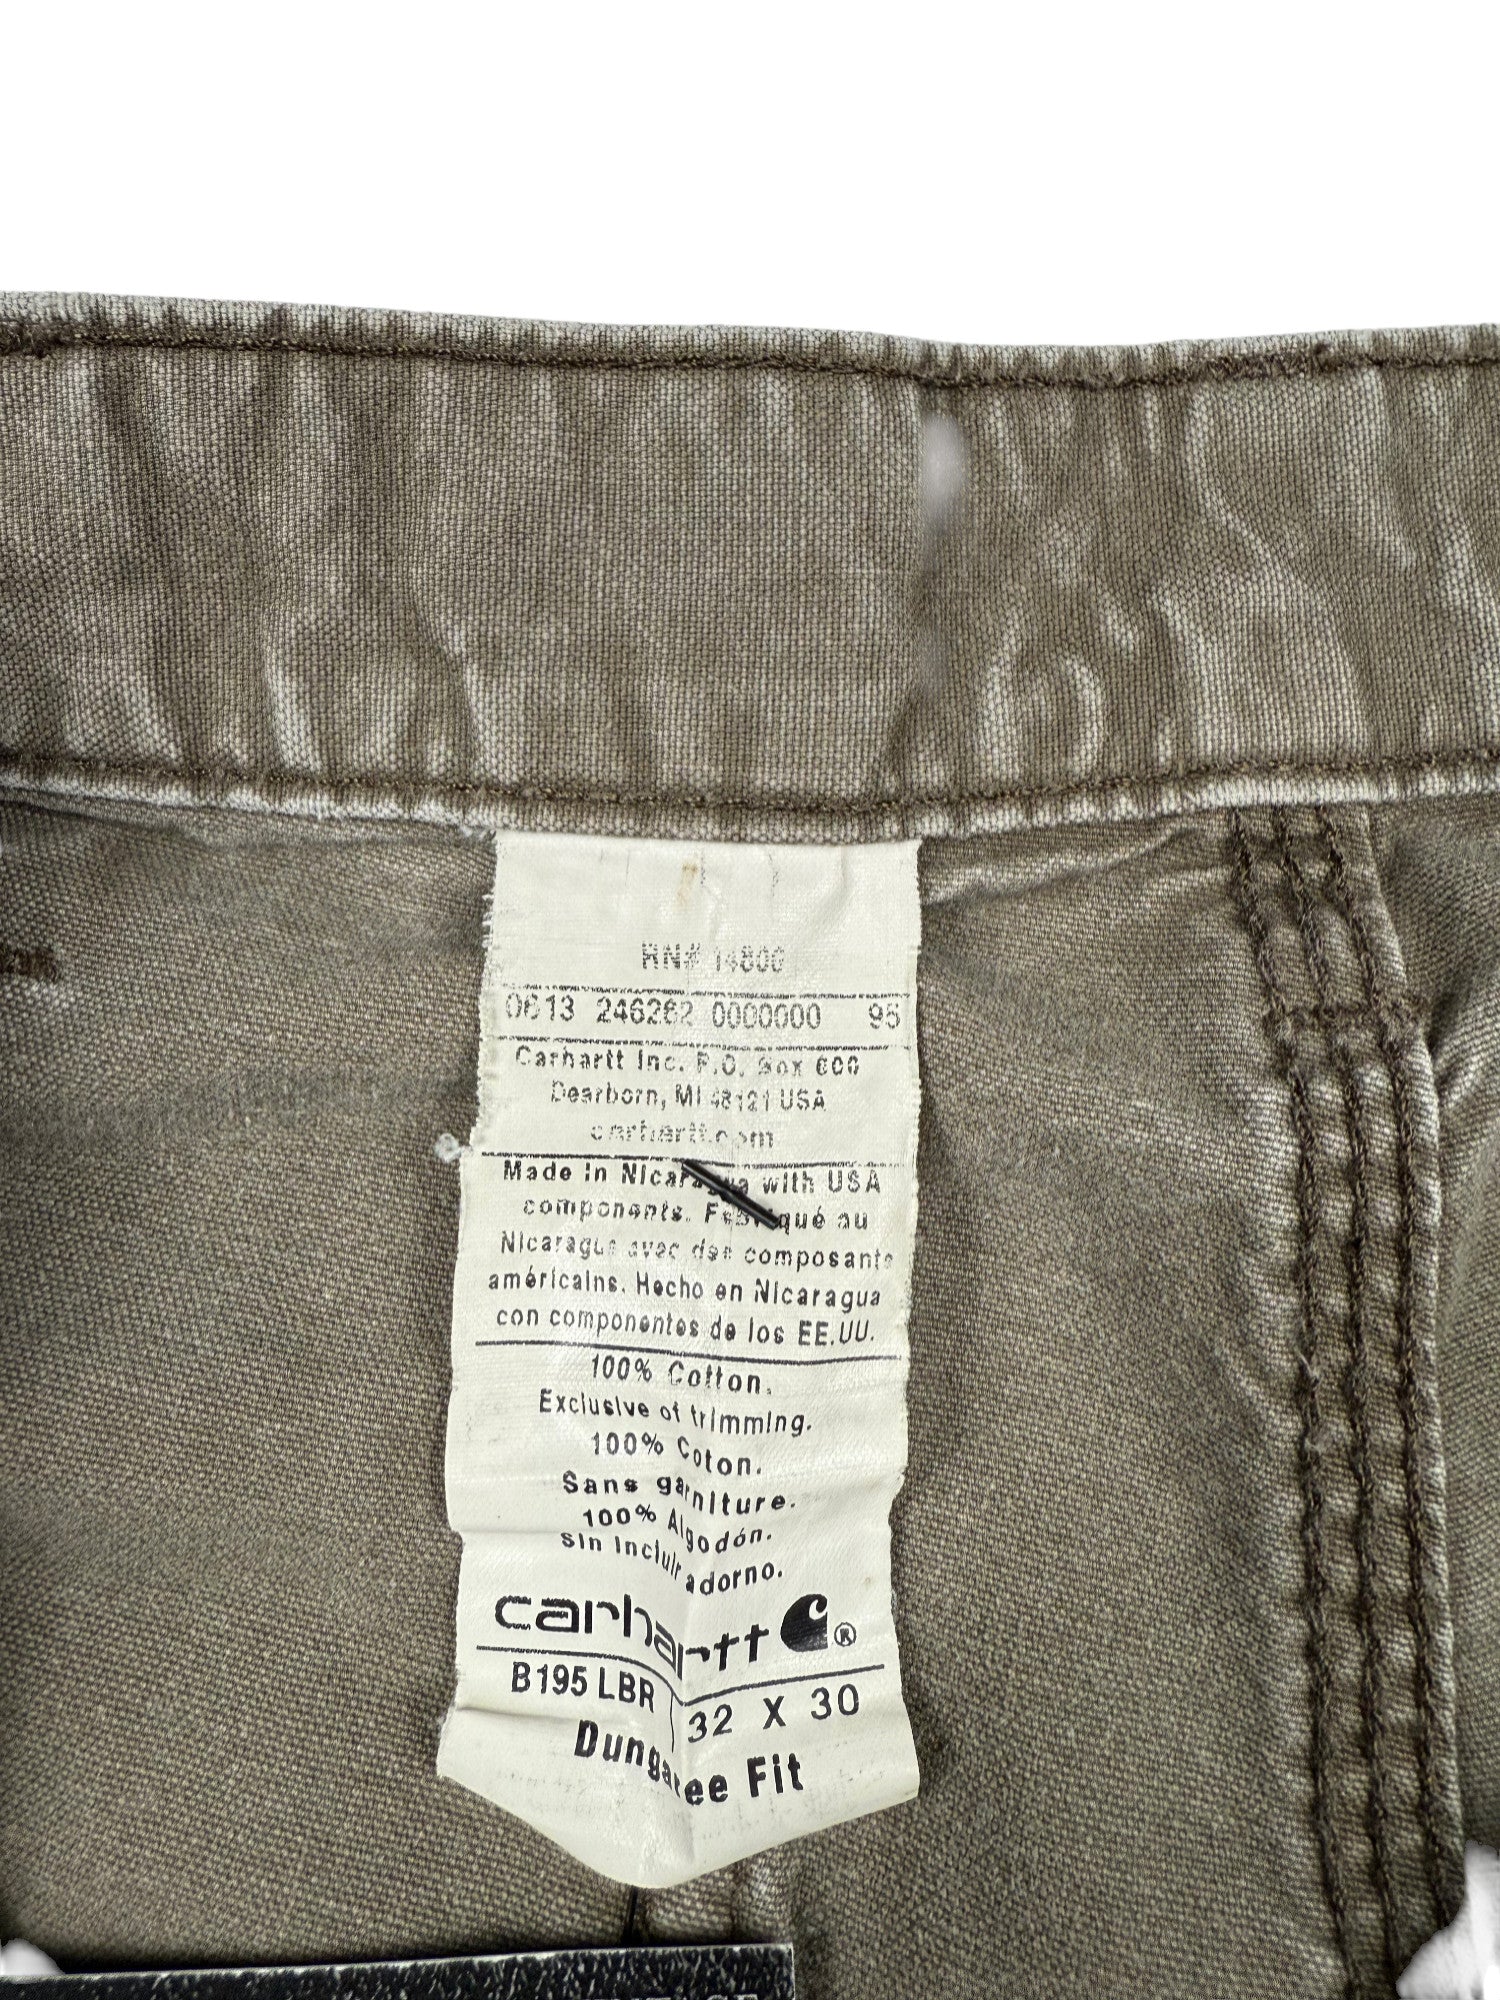 RN# 14806
0613 246282 0000000 95
Carhartt Inc. P.O. Box 600
Dearborn, MI 48121 USA
carhartt.com
Made in Nicaragua with USA
components. Fabriqué au
Nicaragua avec des composants
américains. Hecho en Nicaragua
con componentes de los EE.UU.
100% Cotton.
Exclusive of trimming.
100% Coton.
Sans garniture.
100% Algodón.
sin incluir adorno.
carhartt ®
B195 LBR 32 X 30
Dungaree Fit